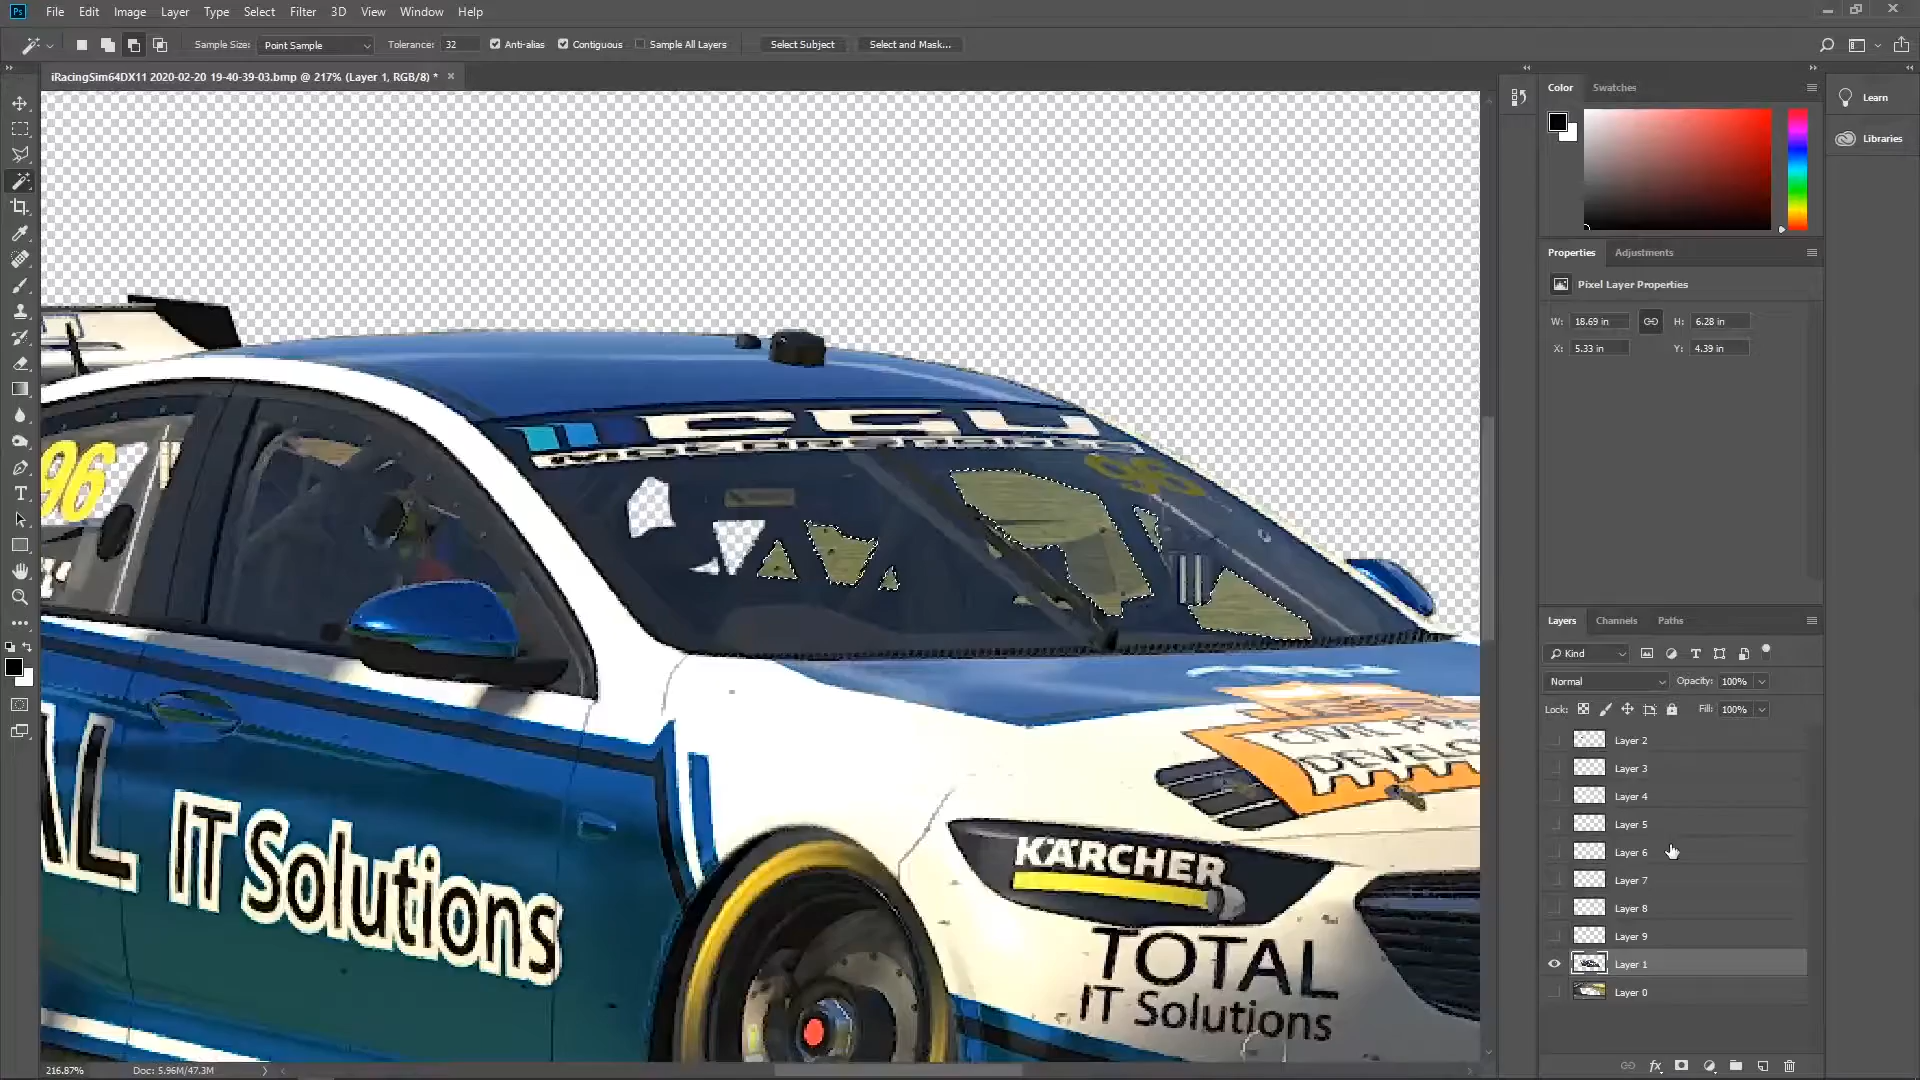 Ps File Edit Image Layer Type Select Filter 3D View Window Help
Sample Size: Point Sample Tolerance: 32 Anti-alias Contiguous Sample All Layers Select Subject Select and Mask...
iRacingSim64DX11 2020-02-20 19-40-39-03.bmp @ 217% (Layer 1, RGB/8) *
Color Swatches
Learn
Libraries
Properties Adjustments
Pixel Layer Properties
W: 18.69 in H: 6.28 in
X: 5.33 in Y: 4.39 in
96
96
AL IT Solutions
KÄRCHER
TOTAL
IT Solutions
Layers Channels Paths
Kind
Normal Opacity: 100%
Lock: Fill: 100%
Layer 2
Layer 3
Layer 4
Layer 5
Layer 6
Layer 7
Layer 8
Layer 9
Layer 1
Layer 0
216.87% Doc: 5.96M/47.3M